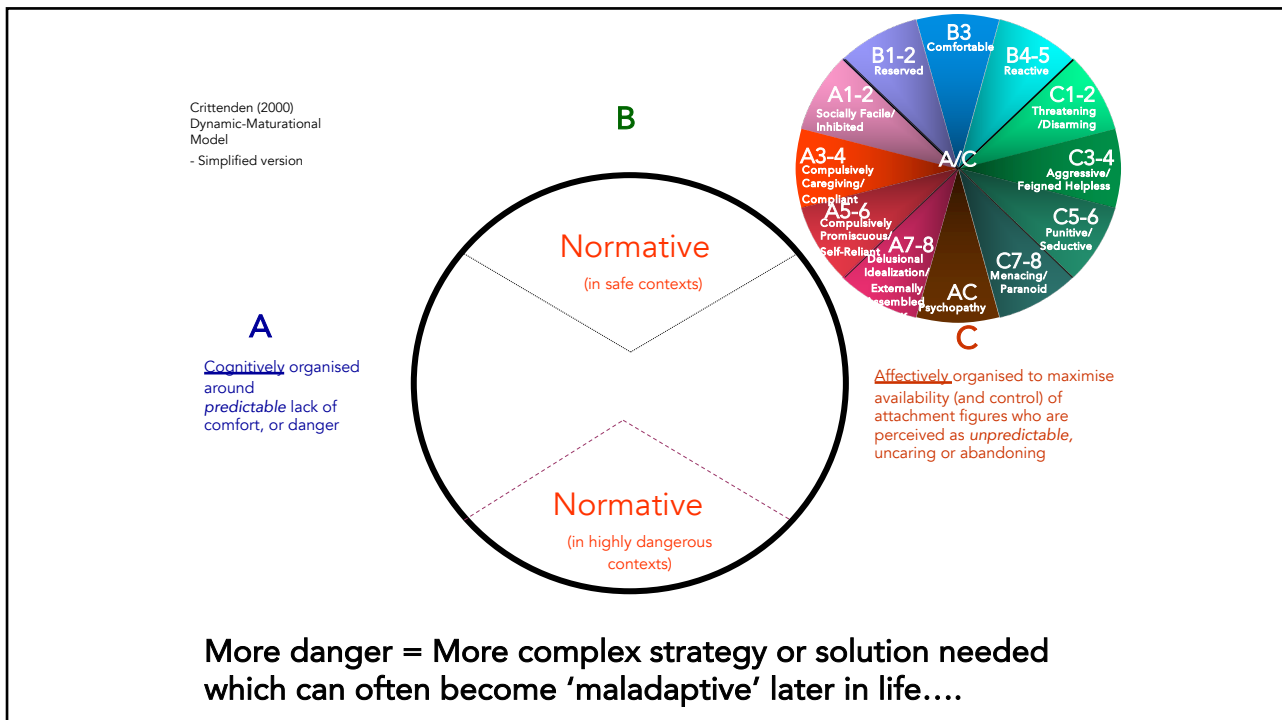 Crittenden (2000)
Dynamic-Maturational
Model
- Simplified version
B
Normative
(in safe contexts)
Normative
(in highly dangerous
contexts)
A
Cognitively organised
around
predictable lack of
comfort, or danger
B3
Comfortable
B1-2
Reserved
B4-5
Reactive
A1-2
Socially Facile/
Inhibited
C1-2
Threatening
/Disarming
A/C
A3-4
Compulsively
Caregiving/
Compliant
C3-4
Aggressive/
Feigned Helpless
A5-6
Compulsively
Promiscuous/
Self-Reliant
C5-6
Punitive/
Seductive
A7-8
Delusional
Idealization/
Externally
C7-8
Menacing/
Paranoid
AC
Psychopathy
C
Affectively organised to maximise
availability (and control) of
attachment figures who are
perceived as unpredictable,
uncaring or abandoning
More danger = More complex strategy or solution needed
which can often become ‘maladaptive’ later in life….